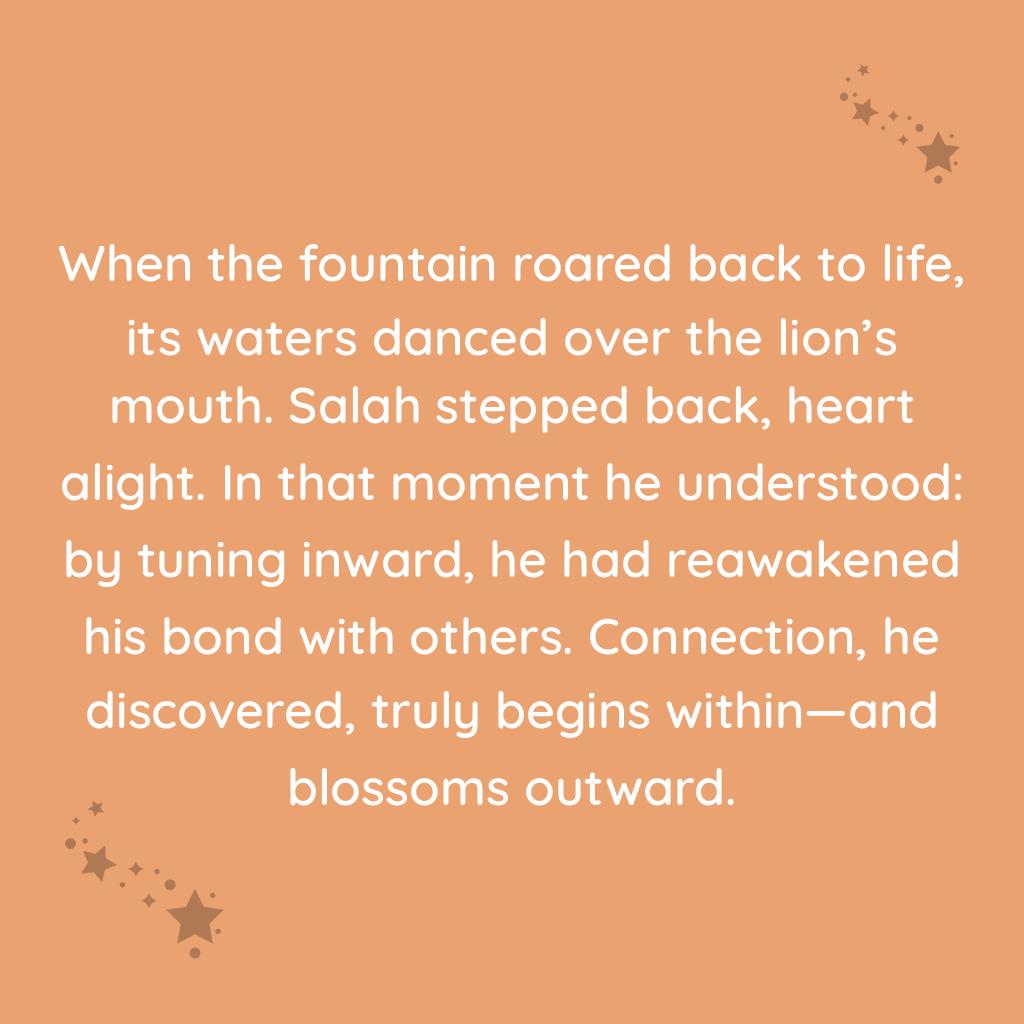 When the fountain roared back to life,
its waters danced over the lion’s
mouth. Salah stepped back, heart
alight. In that moment he understood:
by tuning inward, he had reawakened
his bond with others. Connection, he
discovered, truly begins within—and
blossoms outward.